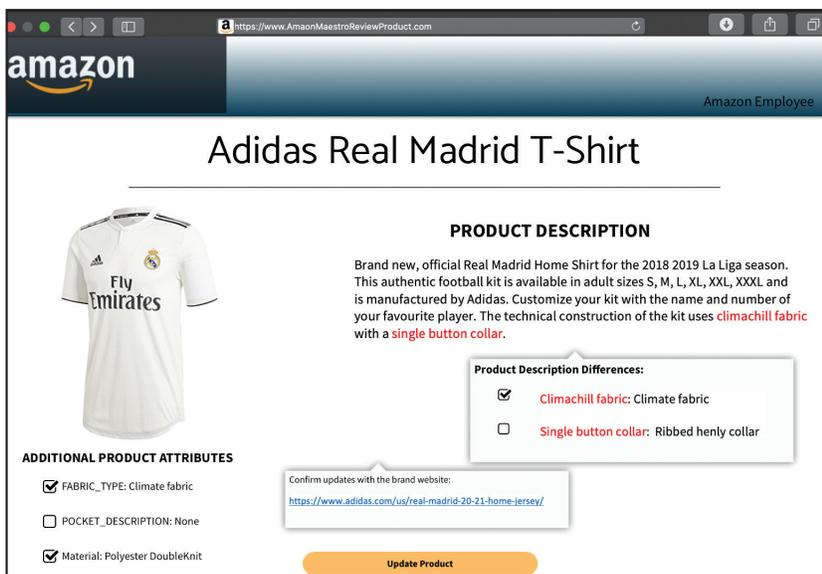 https://www.AmaonMaestroReviewProduct.com
amazon
Amazon Employee
Adidas Real Madrid T-Shirt
PRODUCT DESCRIPTION
Brand new, official Real Madrid Home Shirt for the 2018 2019 La Liga season.
This authentic football kit is available in adult sizes S, M, L, XL, XXL, XXXL and
is manufactured by Adidas. Customize your kit with the name and number of
your favourite player. The technical construction of the kit uses climachill fabric
with a single button collar.
Fly
Emirates
Product Description Differences:
Climachill fabric: Climate fabric
Single button collar: Ribbed henly collar
ADDITIONAL PRODUCT ATTRIBUTES
FABRIC_TYPE: Climate fabric
POCKET_DESCRIPTION: None
Material: Polyester DoubleKnit
Confirm updates with the brand website:
https://www.adidas.com/us/real-madrid-20-21-home-jersey/
Update Product